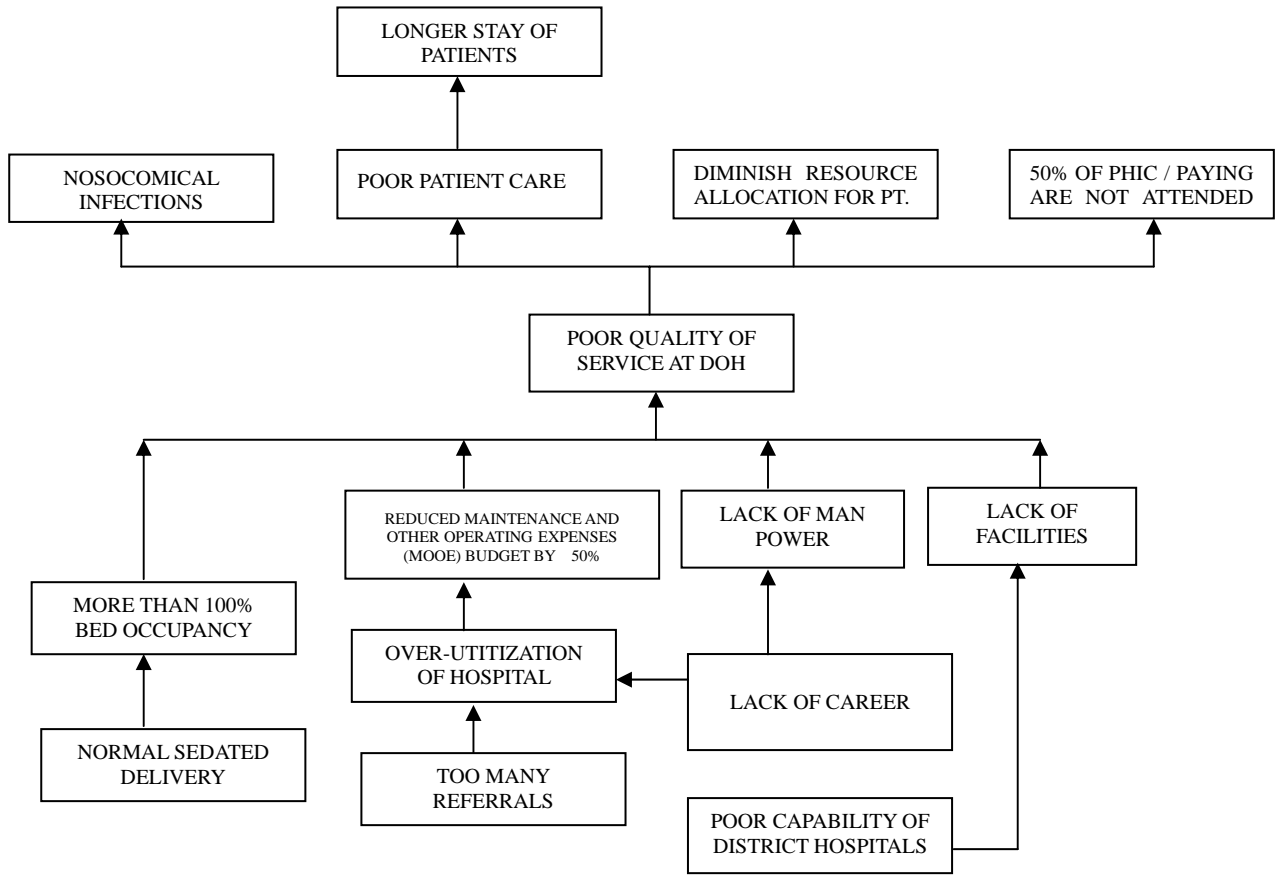 LONGER STAY OF
PATIENTS
NOSOCOMICAL
INFECTIONS
POOR PATIENT CARE
DIMINISH RESOURCE
ALLOCATION FOR PT.
50% OF PHIC / PAYING
ARE NOT ATTENDED
POOR QUALITY OF
SERVICE AT DOH
REDUCED MAINTENANCE AND
OTHER OPERATING EXPENSES
(MOOE) BUDGET BY 50%
LACK OF MAN
POWER
LACK OF
FACILITIES
MORE THAN 100%
BED OCCUPANCY
OVER-UTITIZATION
OF HOSPITAL
LACK OF CAREER
NORMAL SEDATED
DELIVERY
TOO MANY
REFERRALS
POOR CAPABILITY OF
DISTRICT HOSPITALS